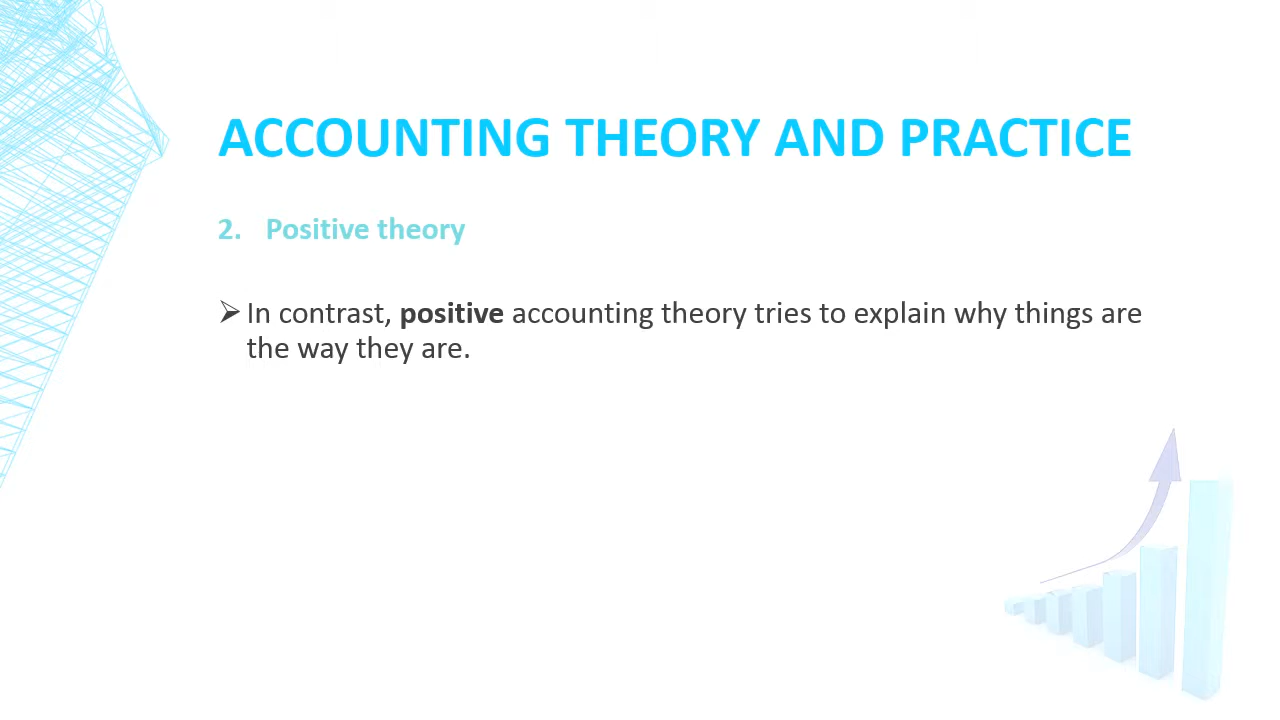 ACCOUNTING THEORY AND PRACTICE
2. Positive theory
➢ In contrast, positive accounting theory tries to explain why things are
the way they are.